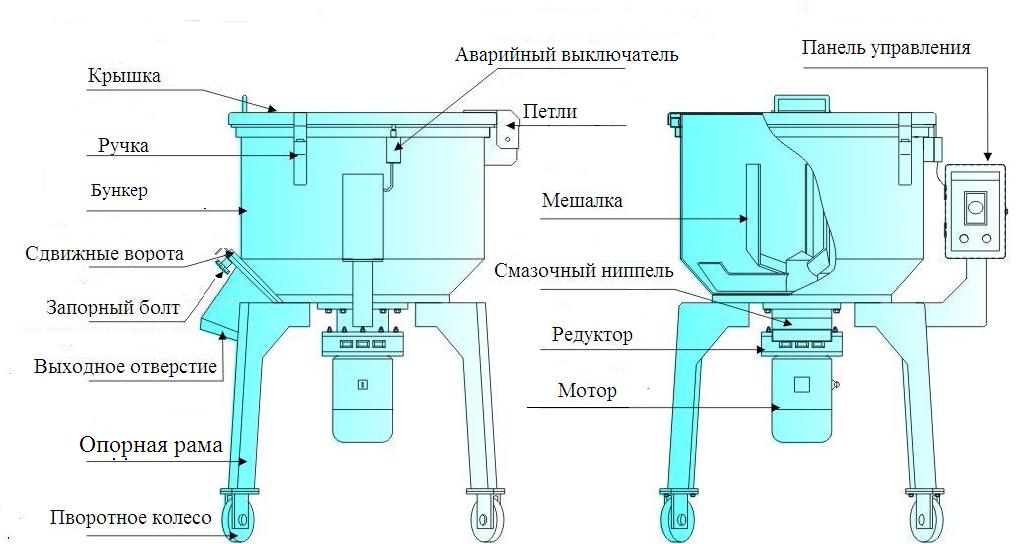 Крышка
Аварийный выключатель
Петли
Ручка
Бункер
Сдвижные ворота
Запорный болт
Выходное отверстие
Опорная рама
Пворотное колесо
Панель управления
Мешалка
Смазочный ниппель
Редуктор
Мотор